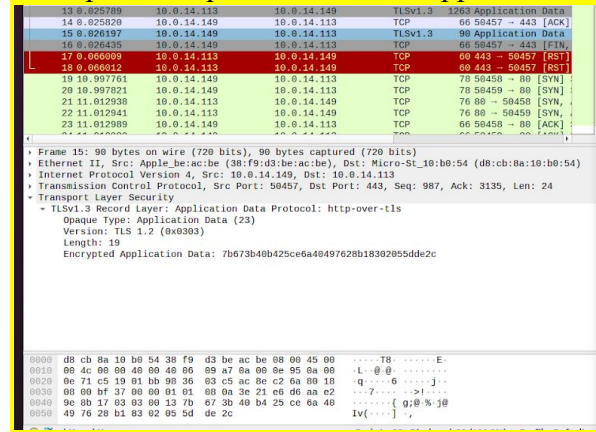 13 0.025789 10.0.14.113 10.0.14.149 TLSv1.3 1263 Application Data
14 0.025820 10.0.14.149 10.0.14.113 TCP 66 50457 → 443 [ACK]
15 0.026197 10.0.14.149 10.0.14.113 TLSv1.3 90 Application Data
16 0.026435 10.0.14.149 10.0.14.113 TCP 66 50457 → 443 [FIN,
17 0.066009 10.0.14.113 10.0.14.149 TCP 60 443 → 50457 [RST]
18 0.066012 10.0.14.113 10.0.14.149 TCP 60 443 → 50457 [RST]
19 10.997761 10.0.14.149 10.0.14.113 TCP 78 50458 → 80 [SYN]
20 10.997821 10.0.14.149 10.0.14.113 TCP 78 50459 → 80 [SYN]
21 11.012938 10.0.14.113 10.0.14.149 TCP 76 80 → 50458 [SYN,
22 11.012941 10.0.14.113 10.0.14.149 TCP 76 80 → 50459 [SYN,
23 11.012989 10.0.14.149 10.0.14.113 TCP 66 50458 → 80 [ACK]
Frame 15: 90 bytes on wire (720 bits), 90 bytes captured (720 bits)
Ethernet II, Src: Apple_be:ac:be (38:f9:d3:be:ac:be), Dst: Micro-St_10:b0:54 (d8:cb:8a:10:b0:54)
Internet Protocol Version 4, Src: 10.0.14.149, Dst: 10.0.14.113
Transmission Control Protocol, Src Port: 50457, Dst Port: 443, Seq: 987, Ack: 3135, Len: 24
Transport Layer Security
TLSv1.3 Record Layer: Application Data Protocol: http-over-tls
Opaque Type: Application Data (23)
Version: TLS 1.2 (0x0303)
Length: 19
Encrypted Application Data: 7b673b40b425ce6a40497628b18302055dde2c
0000 d8 cb 8a 10 b0 54 38 f9 d3 be ac be 08 00 45 00 ·····T8· ······E·
0010 00 4c 00 00 40 00 40 06 09 a7 0a 00 0e 95 0a 00 ·L··@·@· ········
0020 0e 71 c5 19 01 bb 98 36 03 c5 ac 8e c2 6a 80 18 ·q·····6 ·····j··
0030 08 00 bf 37 00 00 01 01 08 0a 3e 21 e6 d6 aa e2 ···7···· ··>!····
0040 9e 8b 17 03 03 00 13 7b 67 3b 40 b4 25 ce 6a 40 ·······{ g;@·%·j@
0050 49 76 28 b1 83 02 05 5d de 2c Iv(····] ·,